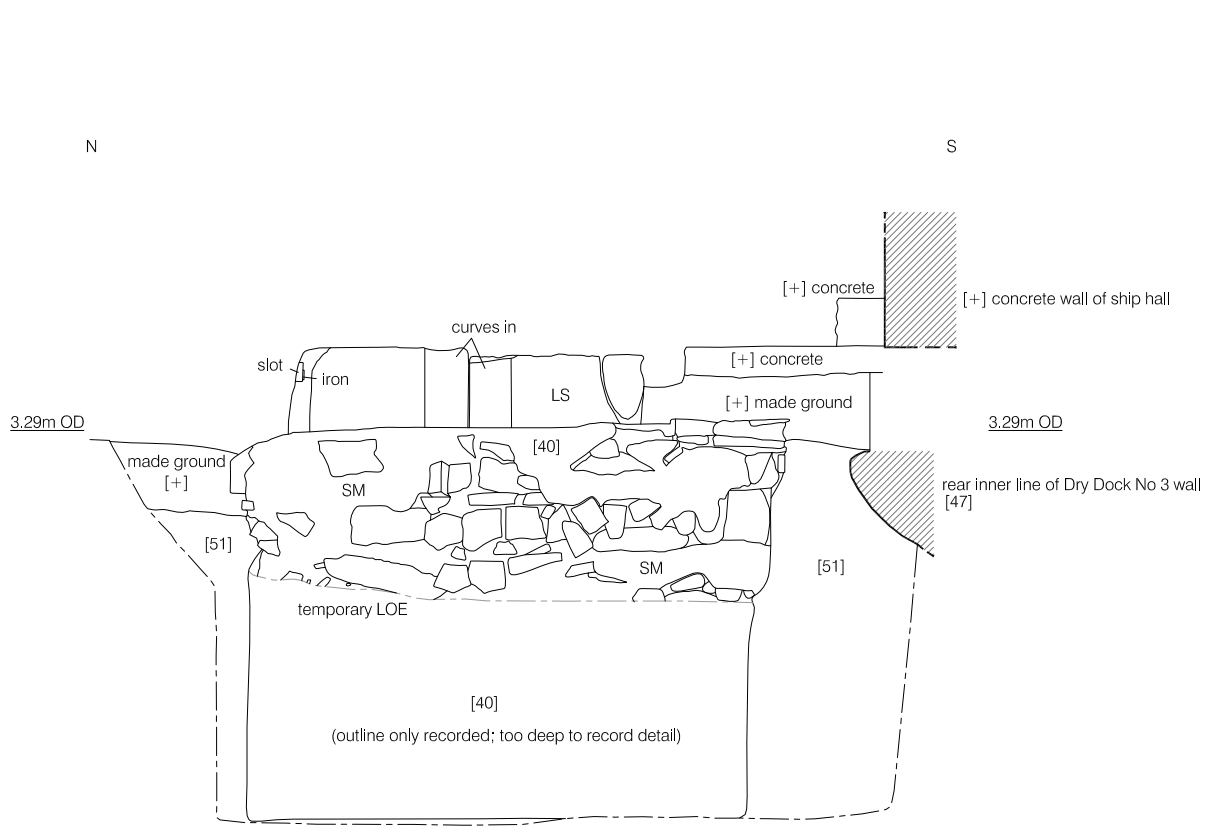 N
S
[+] concrete
[+] concrete wall of ship hall
curves in
[+] concrete
slot
iron
LS
[+] made ground
3.29m OD
3.29m OD
[40]
made ground
[+]
SM
rear inner line of Dry Dock No 3 wall
[47]
[51]
SM
[51]
temporary LOE
[40]
(outline only recorded; too deep to record detail)